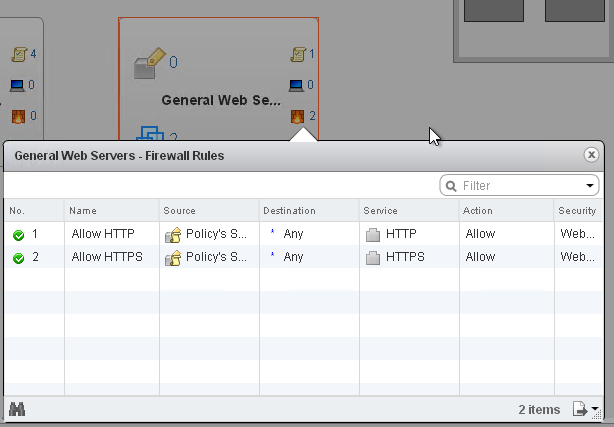 4
0
0
0
1
0
General Web Se...
2
2
General Web Servers - Firewall Rules
Filter
No. Name Source Destination Service Action Security
1 Allow HTTP Policy's S... * Any HTTP Allow Web...
2 Allow HTTPS Policy's S... * Any HTTPS Allow Web...
2 items